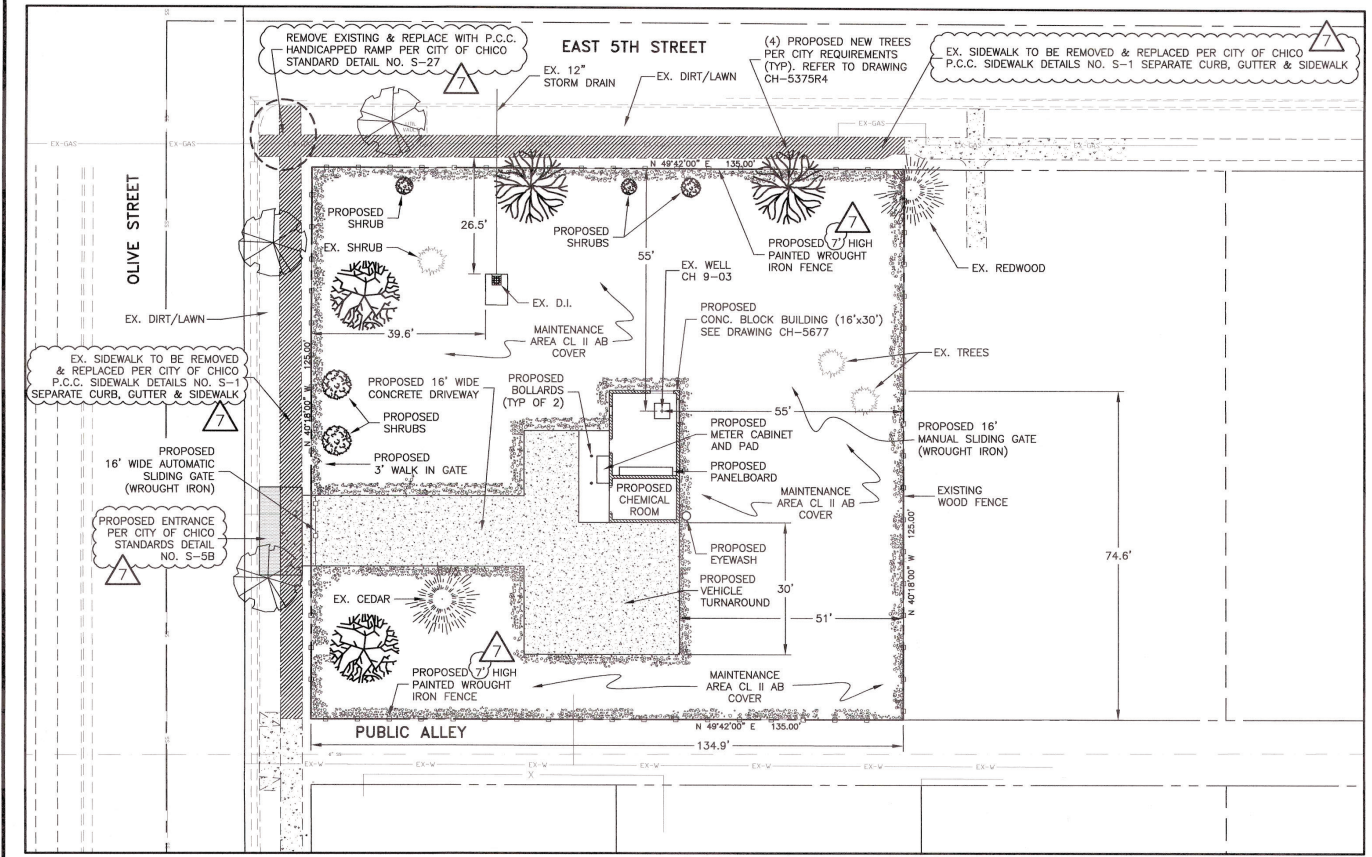 REMOVE EXISTING & REPLACE WITH P.C.C.
HANDICAPPED RAMP PER CITY OF CHICO
STANDARD DETAIL NO. S-27
7
EAST 5TH STREET
EX. 12"
STORM DRAIN
EX. DIRT/LAWN
(4) PROPOSED NEW TREES
PER CITY REQUIREMENTS
(TYP). REFER TO DRAWING
CH-5375R4
EX. SIDEWALK TO BE REMOVED & REPLACED PER CITY OF CHICO
P.C.C. SIDEWALK DETAILS NO. S-1 SEPARATE CURB, GUTTER & SIDEWALK
7
EX-GAS
EX-GAS
EX-GAS
EX-GAS
N 49°42'00" E 135.00'
OLIVE STREET
PROPOSED
SHRUB
26.5'
PROPOSED
SHRUBS
55'
7
PROPOSED 7' HIGH
PAINTED WROUGHT
IRON FENCE
EX. REDWOOD
EX. SHRUB
EX. WELL
CH 9-03
EX. D.I.
PROPOSED
CONC. BLOCK BUILDING (16'x30')
SEE DRAWING CH-5677
EX. DIRT/LAWN
39.6'
MAINTENANCE
AREA CL II AB
COVER
EX. TREES
EX. SIDEWALK TO BE REMOVED
& REPLACED PER CITY OF CHICO
P.C.C. SIDEWALK DETAILS NO. S-1
SEPARATE CURB, GUTTER & SIDEWALK
7
N 40°18'00" W 125.00'
PROPOSED 16' WIDE
CONCRETE DRIVEWAY
PROPOSED
BOLLARDS
(TYP OF 2)
55'
PROPOSED
SHRUBS
PROPOSED
METER CABINET
AND PAD
PROPOSED 16'
MANUAL SLIDING GATE
(WROUGHT IRON)
PROPOSED
16' WIDE AUTOMATIC
SLIDING GATE
(WROUGHT IRON)
PROPOSED
3' WALK IN GATE
PROPOSED
PANELBOARD
PROPOSED
CHEMICAL
ROOM
MAINTENANCE
AREA CL II AB
COVER
EXISTING
WOOD FENCE
PROPOSED ENTRANCE
PER CITY OF CHICO
STANDARDS DETAIL
NO. S-5B
7
PROPOSED
EYEWASH
N 40°18'00" W 125.00'
74.6'
EX. CEDAR
PROPOSED
VEHICLE
TURNAROUND
30'
51'
7
PROPOSED 7' HIGH
PAINTED WROUGHT
IRON FENCE
MAINTENANCE
AREA CL II AB
COVER
N 49°42'00" E 135.00'
PUBLIC ALLEY
134.9'
EX-W
EX-W
EX-W
EX-W
EX-W
EX-W
EX-W